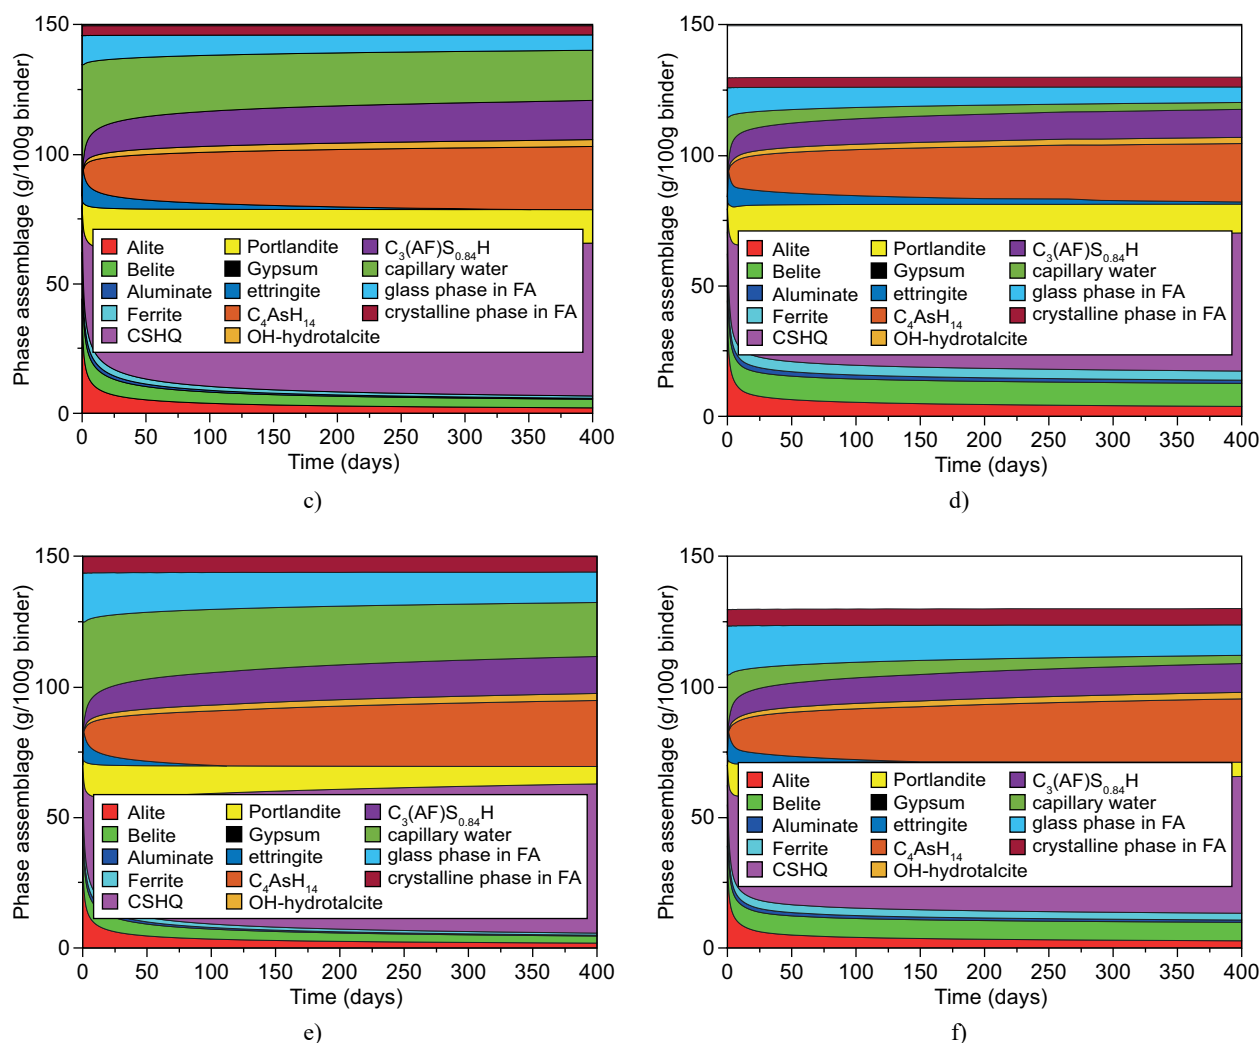 Phase assemblage (g/100g binder)
150
100
50
0
Alite
Belite
Aluminate
Ferrite
CSHQ
Portlandite
Gypsum
ettringite
C₄AsH₁₄
OH-hydrotalcite
C₃(AF)S₀.₈₄H
capillary water
glass phase in FA
crystalline phase in FA
0 50 100 150 200 250 300 350 400
Time (days)
c)
Phase assemblage (g/100g binder)
150
100
50
0
Alite
Belite
Aluminate
Ferrite
CSHQ
Portlandite
Gypsum
ettringite
C₄AsH₁₄
OH-hydrotalcite
C₃(AF)S₀.₈₄H
capillary water
glass phase in FA
crystalline phase in FA
0 50 100 150 200 250 300 350 400
Time (days)
d)
Phase assemblage (g/100g binder)
150
100
50
0
Alite
Belite
Aluminate
Ferrite
CSHQ
Portlandite
Gypsum
ettringite
C₄AsH₁₄
OH-hydrotalcite
C₃(AF)S₀.₈₄H
capillary water
glass phase in FA
crystalline phase in FA
0 50 100 150 200 250 300 350 400
Time (days)
e)
Phase assemblage (g/100g binder)
150
100
50
0
Alite
Belite
Aluminate
Ferrite
CSHQ
Portlandite
Gypsum
ettringite
C₄AsH₁₄
OH-hydrotalcite
C₃(AF)S₀.₈₄H
capillary water
glass phase in FA
crystalline phase in FA
0 50 100 150 200 250 300 350 400
Time (days)
f)